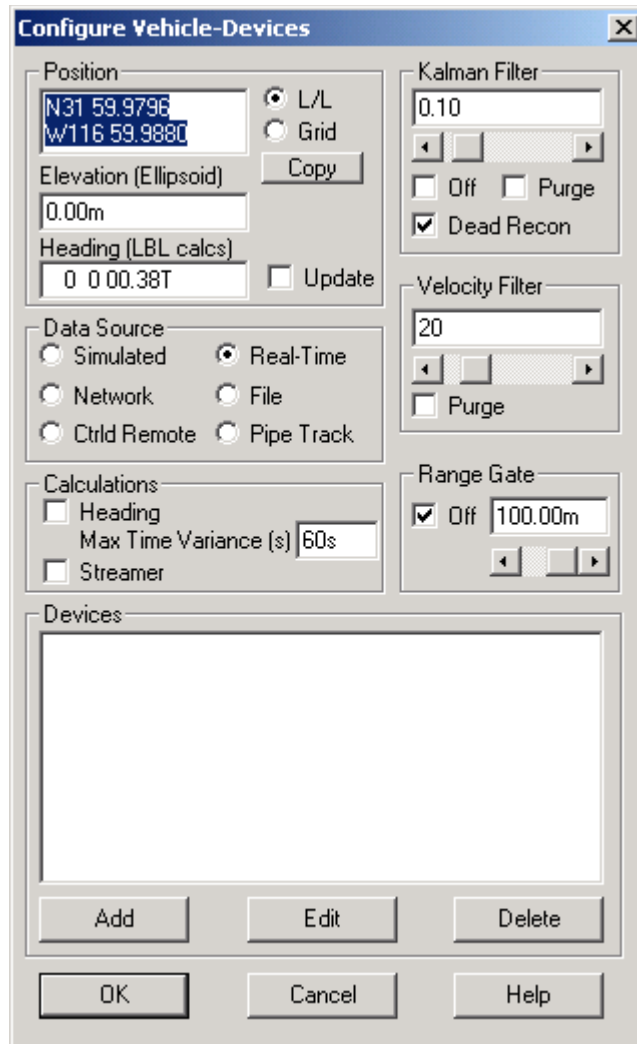 Configure Vehicle-Devices
Position
N31 59.9796
W116 59.9880
L/L
Grid
Copy
Elevation (Ellipsoid)
0.00m
Heading (LBL calcs)
0 0 00.38T
Update
Kalman Filter
0.10
Off
Purge
Dead Recon
Velocity Filter
20
Purge
Data Source
Simulated
Real-Time
Network
File
Ctrld Remote
Pipe Track
Calculations
Heading
Max Time Variance (s)
60s
Streamer
Range Gate
Off
100.00m
Devices
Add
Edit
Delete
OK
Cancel
Help